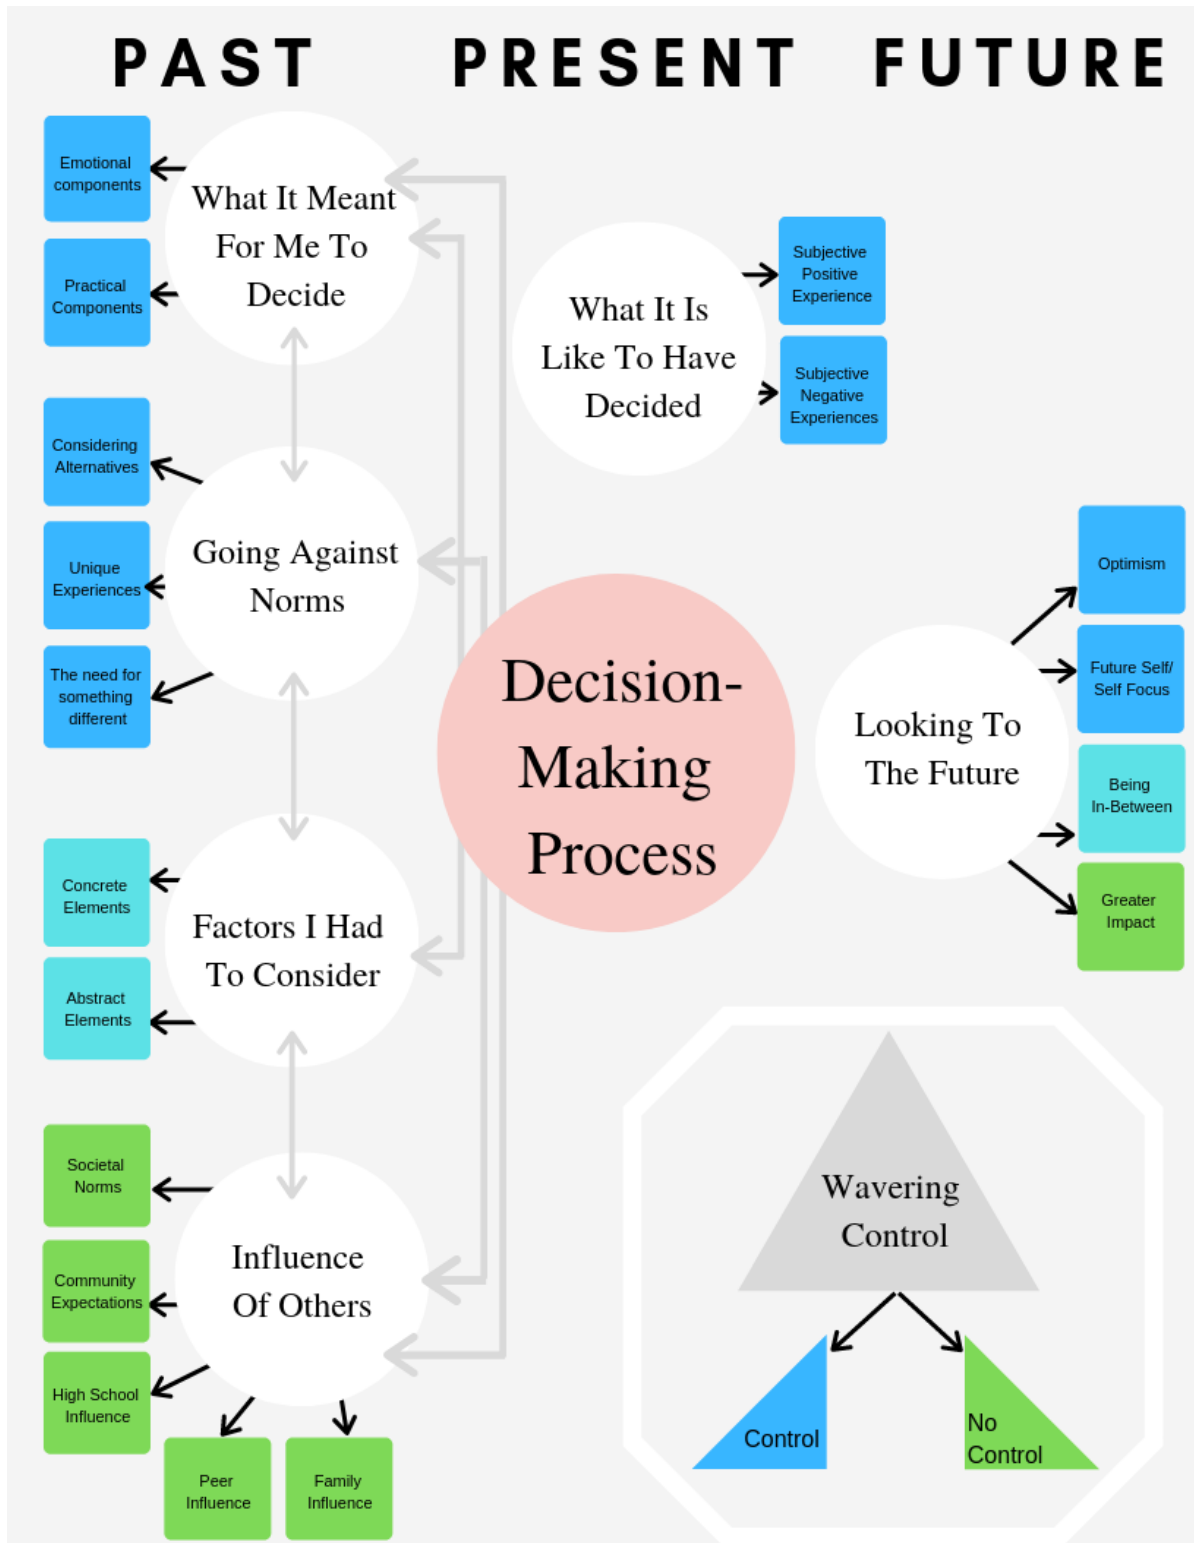 PAST PRESENT FUTURE
Emotional
components
Practical
Components
What It Meant
For Me To
Decide
Considering
Alternatives
Unique
Experiences
The need for
something
different
Going Against
Norms
Concrete
Elements
Abstract
Elements
Factors I Had
To Consider
Societal
Norms
Community
Expectations
High School
Influence
Peer
Influence
Family
Influence
Influence
Of Others
What It Is
Like To Have
Decided
Subjective
Positive
Experience
Subjective
Negative
Experiences
Decision-
Making
Process
Looking To
The Future
Optimism
Future Self/
Self Focus
Being
In-Between
Greater
Impact
Wavering
Control
Control
No
Control